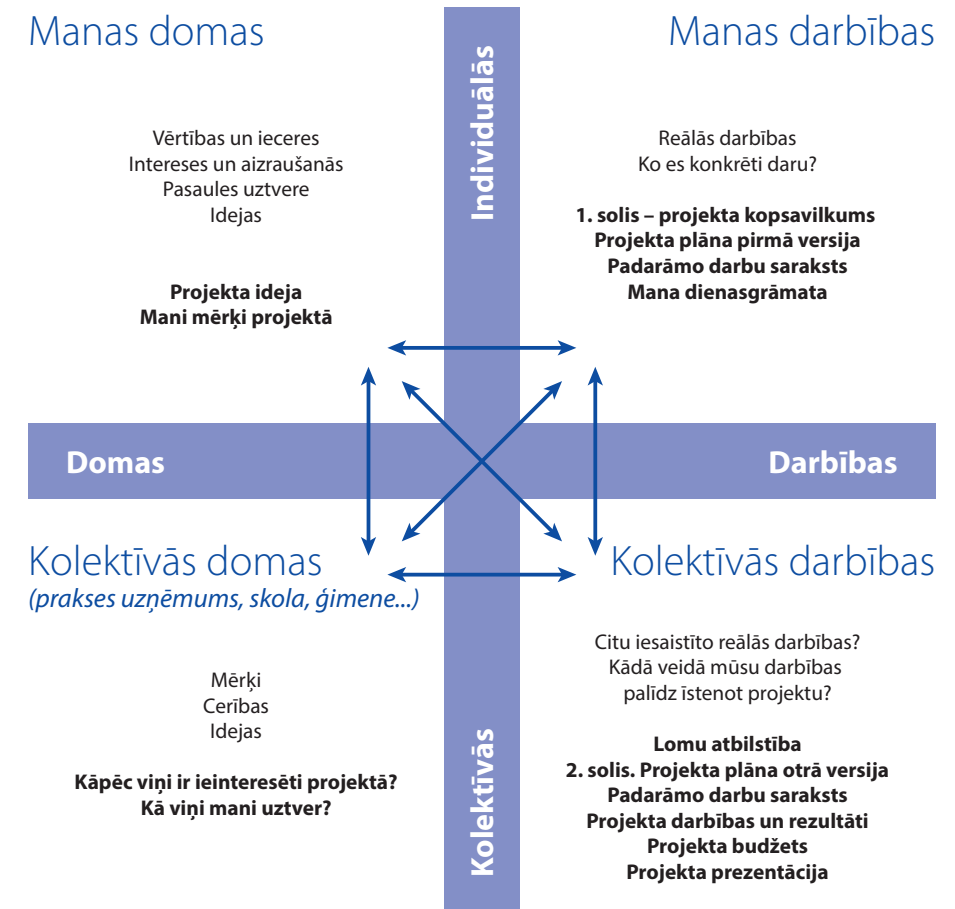 Manas domas
Manas darbības
Individuālās
Vērtības un ieceres
Intereses un aizraušanās
Pasaules uztvere
Idejas
Projekta ideja
Mani mērķi projektā
Reālās darbības
Ko es konkrēti daru?
1. solis – projekta kopsavilkums
Projekta plāna pirmā versija
Padarāmo darbu saraksts
Mana dienasgrāmata
Domas
Darbības
Kolektīvās domas
(prakses uzņēmums, skola, ģimene...)
Kolektīvās darbības
Mērķi
Cerības
Idejas
Kāpēc viņi ir ieinteresēti projektā?
Kā viņi mani uztver?
Kolektīvās
Citu iesaistīto reālās darbības?
Kādā veidā mūsu darbības
palīdz īstenot projektu?
Lomu atbilstība
2. solis. Projekta plāna otrā versija
Padarāmo darbu saraksts
Projekta darbības un rezultāti
Projekta budžets
Projekta prezentācija